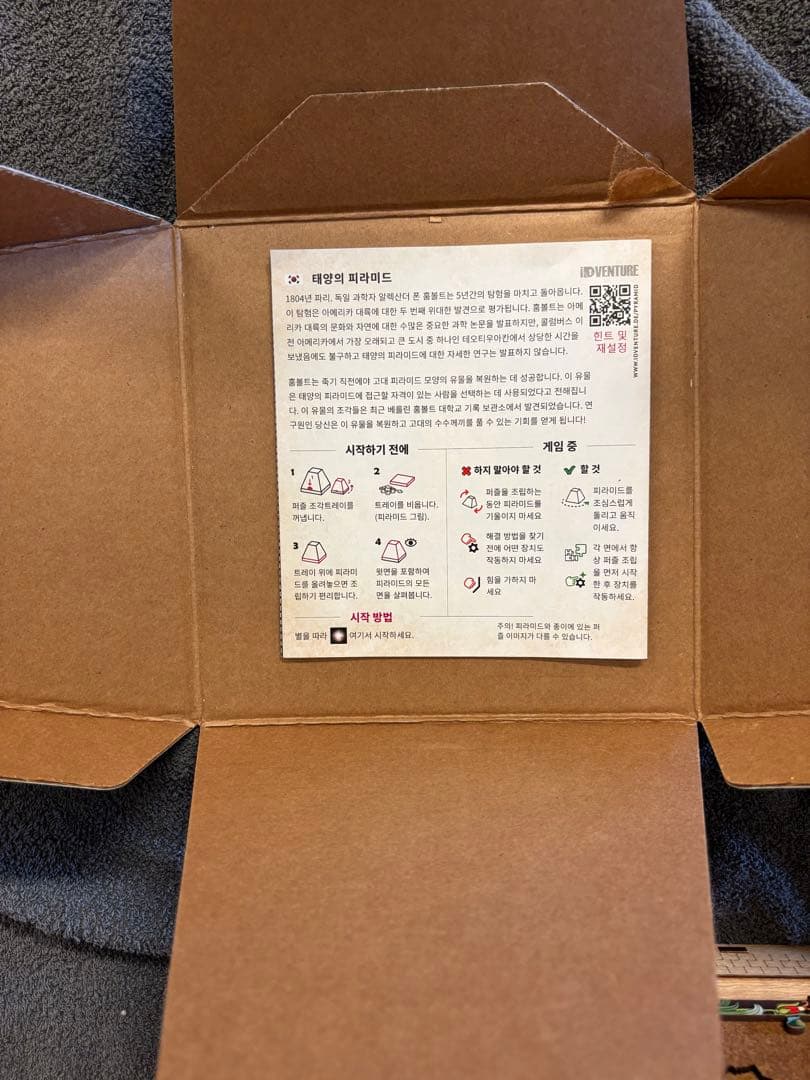 태양의 피라미드
iDVENTURE
1804년 파리, 독일 과학자 알렉산더 폰 훔볼트는 5년간의 탐험을 마치고 돌아옵니다.
이 탐험은 아메리카 대륙에 대한 두 번째 위대한 발견으로 평가됩니다. 훔볼트는 아메
리카 대륙의 문화와 자연에 대한 수많은 중요한 과학 논문을 발표하지만, 콜럼버스 이
전 아메리카에서 가장 오래되고 큰 도시 중 하나인 테오티우아칸에서 상당한 시간을
보냈음에도 불구하고 태양의 피라미드에 대한 자세한 연구는 발표하지 않습니다.
힌트 및
재설정
WWW.IDVENTURE.DE/PYRAMID
훔볼트는 죽기 직전에야 고대 피라미드 모양의 유물을 복원하는 데 성공합니다. 이 유물
은 태양의 피라미드에 접근할 자격이 있는 사람을 선택하는 데 사용되었다고 전해집니
다. 이 유물의 조각들은 최근 베를린 훔볼트 대학교 기록 보관소에서 발견되었습니다. 연
구원인 당신은 이 유물을 복원하고 고대의 수수께끼를 풀 수 있는 기회를 얻게 됩니다!
시작하기 전에
1
퍼즐 조각트레이를
꺼냅니다.
2
트레이를 비웁니다.
(피라미드 그림).
3
트레이 위에 피라미
드를 올려놓으면 조
립하기 편리합니다.
4
윗면을 포함하여
피라미드의 모든
면을 살펴봅니다.
게임 중
하지 말아야 할 것
퍼즐을 조립하는
동안 피라미드를
기울이지 마세요
해결 방법을 찾기
전에 어떤 장치도
작동하지 마세요
힘을 가하지 마
세요
할 것
피라미드를
조심스럽게
돌리고 움직
이세요.
각 면에서 항
상 퍼즐 조립
을 먼저 시작
한 후 장치를
작동하세요.
시작 방법
별을 따라 여기서 시작하세요.
주의! 피라미드와 종이에 있는 퍼
즐 이미지가 다를 수 있습니다.